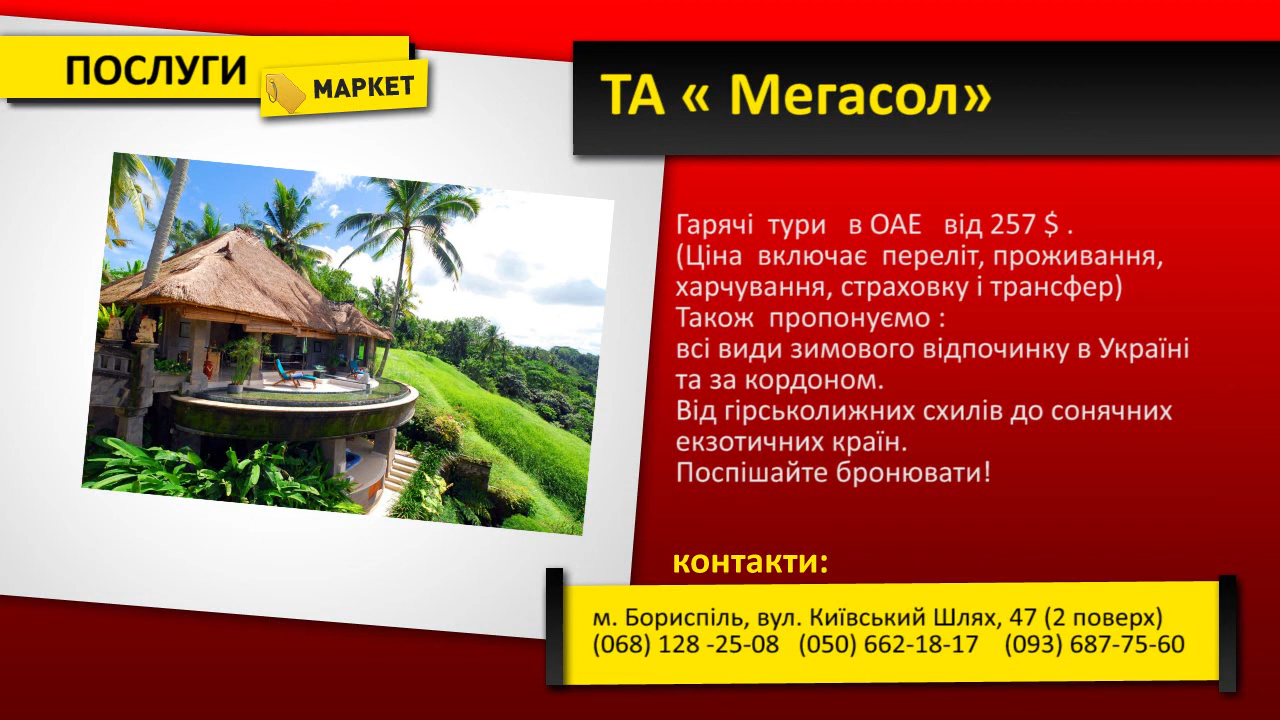 ПОСЛУГИ
МАРКЕТ
ТА « Мегасол»
Гарячі тури в ОАЕ від 257 $ .
(Ціна включає переліт, проживання,
харчування, страховку і трансфер)
Також пропонуємо :
всі види зимового відпочинку в Україні
та за кордоном.
Від гірськолижних схилів до сонячних
екзотичних країн.
Поспішайте бронювати!
контакти:
м. Бориспіль, вул. Київський Шлях, 47 (2 поверх)
(068) 128 -25-08 (050) 662-18-17 (093) 687-75-60